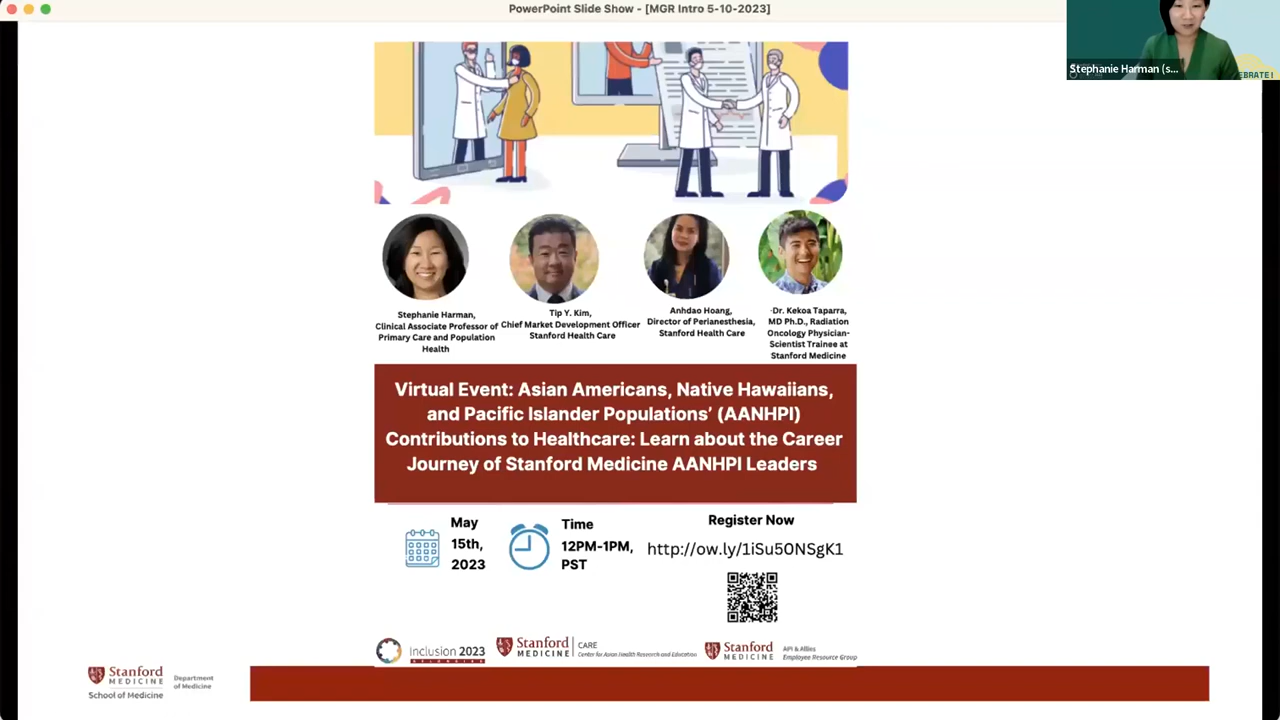 PowerPoint Slide Show - [MGR Intro 5-10-2023]
Stephanie Harman (s...
EBRATE!
Stephanie Harman,
Clinical Associate Professor of
Primary Care and Population
Health
Tip Y. Kim,
Chief Market Development Officer
Stanford Health Care
Anhdao Hoang,
Director of Perianesthesia,
Stanford Health Care
Dr. Kekoa Taparra,
MD Ph.D., Radiation
Oncology Physician-
Scientist Trainee at
Stanford Medicine
Virtual Event: Asian Americans, Native Hawaiians,
and Pacific Islander Populations’ (AANHPI)
Contributions to Healthcare: Learn about the Career
Journey of Stanford Medicine AANHPI Leaders
May
15th,
2023
Time
12PM-1PM,
PST
Register Now
http://ow.ly/1iSu50NSgK1
Inclusion 2023
BELONGING
Stanford
MEDICINE
CARE
Center for Asian Health Research and Education
Stanford
MEDICINE
API & Allies
Employee Resource Group
Stanford
MEDICINE
School of Medicine
Department
of Medicine